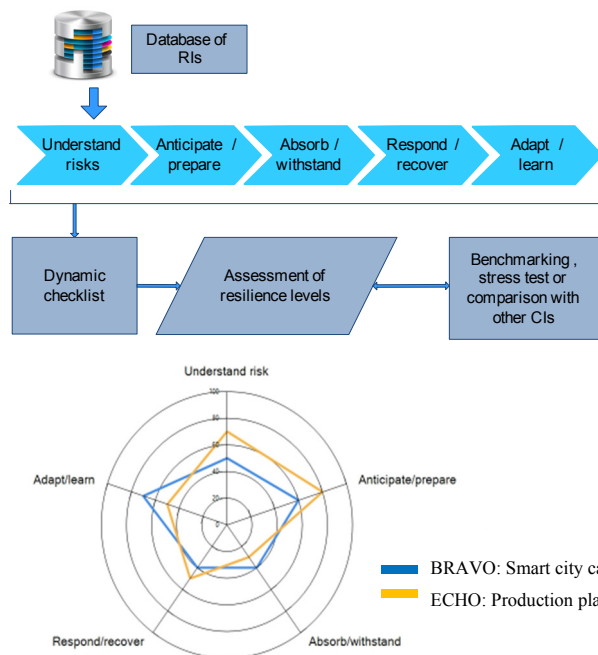 Database of
RIs
Understand
risks
Anticipate /
prepare
Absorb /
withstand
Respond /
recover
Adapt /
learn
Dynamic
checklist
Assessment of
resilience levels
Benchmarking ,
stress test or
comparison with
other CIs
Understand risk
100
80
60
40
20
0
Adapt/learn
Anticipate/prepare
Respond/recover
Absorb/withstand
BRAVO: Smart city ca
ECHO: Production pla